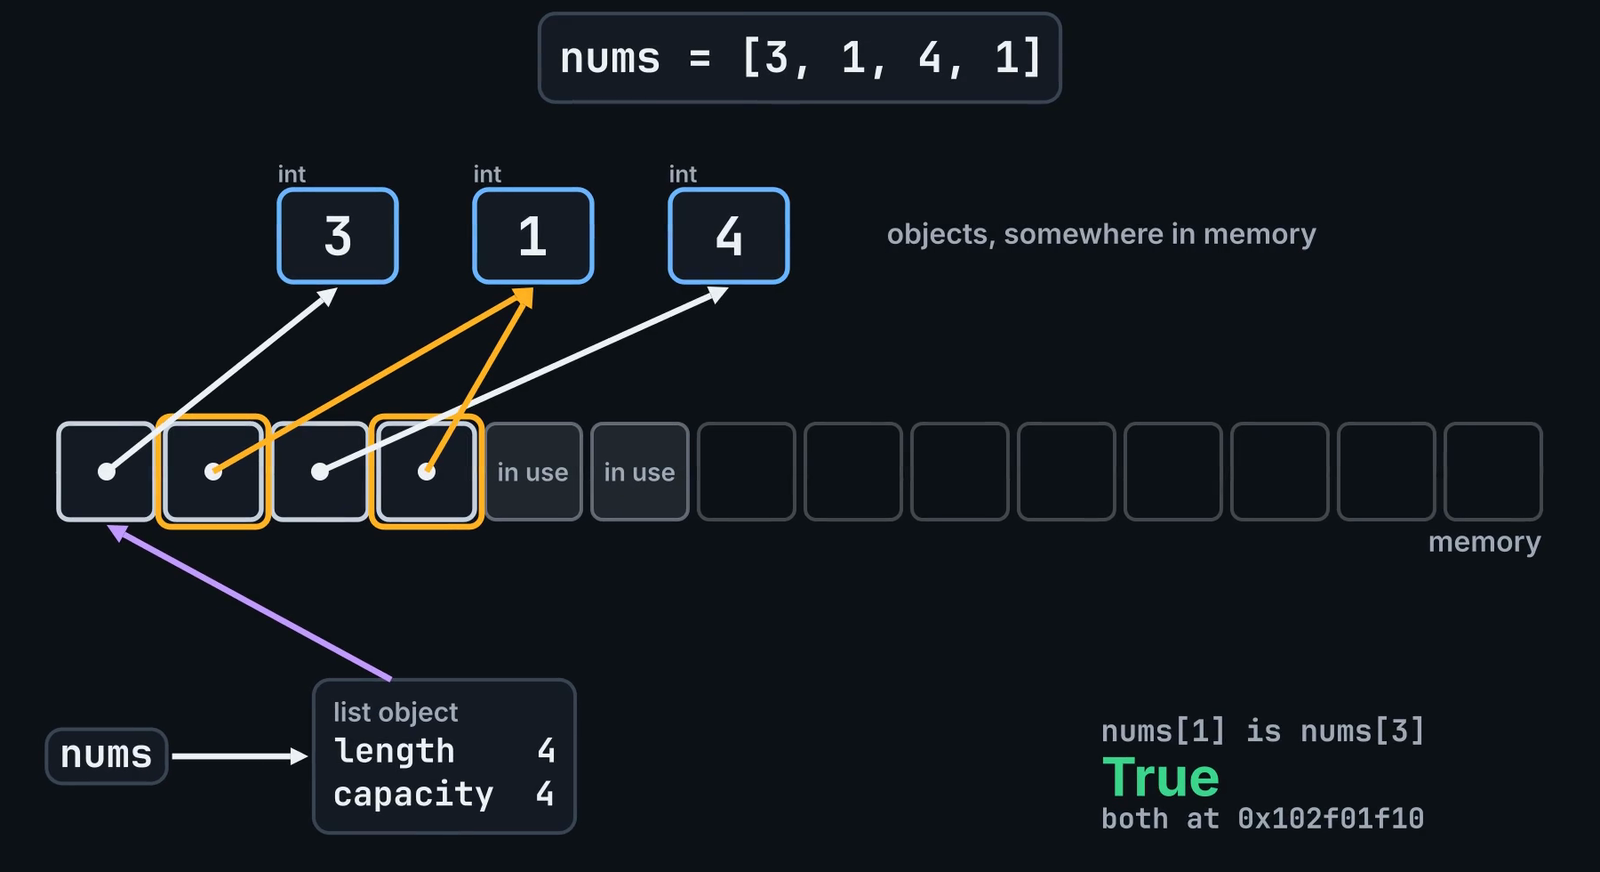 nums = [3, 1, 4, 1]
int int int
3 1 4
objects, somewhere in memory
in use in use
memory
nums
list object
length 4
capacity 4
nums[1] is nums[3]
True
both at 0x102f01f10